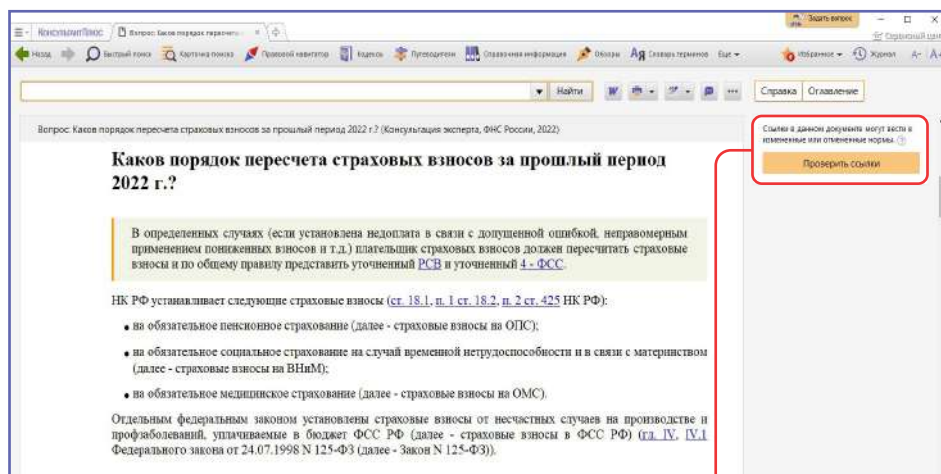 Задать вопрос
КонсультантПлюс
Вопрос: Каков порядок пересчета
Сервисный
Назад Быстрый поиск Карточка поиска Правовой навигатор Кодексы Путеводители Справочная информация Обзоры Словарь терминов Еще Избранное Журнал А- А+
Найти Справка Оглавление
Вопрос: Каков порядок пересчета страховых взносов за прошлый период 2022 г.? (Консультация эксперта, ФНС России, 2022)
Ссылки в данном документе могут вести в
измененные или отмененные нормы.
Проверить ссылки
Каков порядок пересчета страховых взносов за прошлый период
2022 г.?
В определенных случаях (если установлена недоплата в связи с допущенной ошибкой, неправомерным
применением пониженных взносов и т.д.) плательщик страховых взносов должен пересчитать страховые
взносы и по общему правилу представить уточненный РСВ и уточненный 4 - ФСС.
НК РФ устанавливает следующие страховые взносы (ст. 18.1, п. 1 ст. 18.2, п. 2 ст. 425 НК РФ):
• на обязательное пенсионное страхование (далее - страховые взносы на ОПС);
• на обязательное социальное страхование на случай временной нетрудоспособности и в связи с материнством
(далее - страховые взносы на ВНиМ);
• на обязательное медицинское страхование (далее - страховые взносы на ОМС).
Отдельным федеральным законом установлены страховые взносы от несчастных случаев на производстве и
профзаболеваний, уплачиваемые в бюджет ФСС РФ (далее - страховые взносы в ФСС РФ) (гл. IV, IV.1
Федерального закона от 24.07.1998 N 125-ФЗ (далее - Закон N 125-ФЗ)).